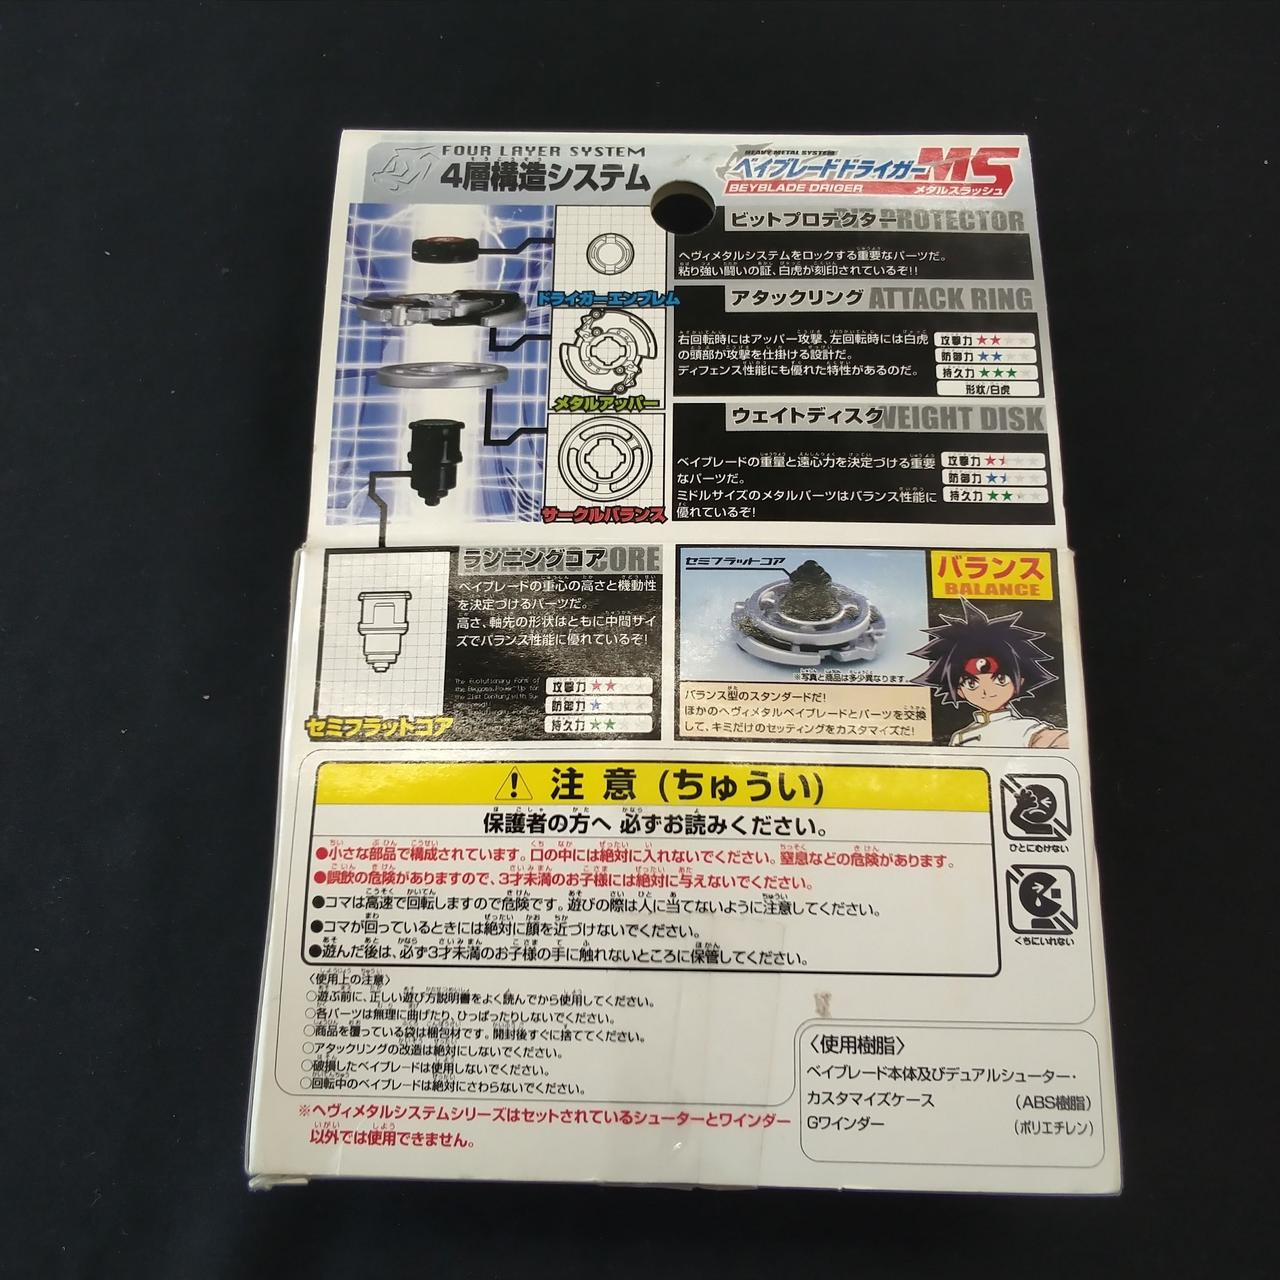 FOUR LAYER SYSTEM
4層構造システム
HEAVY METAL SYSTEM
ベイブレードドライガーMS
BEYBLADE DRIGER
メタルスラッシュ
ビットプロテクター
PROTECTOR
ヘヴィメタルシステムをロックする重要なパーツだ。
粘り強い闘いの証、白虎が刻印されているぞ!!
ドライガーエンブレム
アタックリング ATTACK RING
右回転時にはアッパー攻撃、左回転時には白虎
の頭部が攻撃を仕掛ける設計だ。
ディフェンス性能にも優れた特性があるのだ。
攻撃力★★
防御力★★
持久力★★★
形状/白虎
メタルアッパー
ウェイトディスク WEIGHT DISK
ベイブレードの重量と遠心力を決定づける重要
なパーツだ。
ミドルサイズのメタルパーツはバランス性能に
優れているぞ!
攻撃力★
防御力★
持久力★★
サークルバランス
ランニングコア CORE
ベイブレードの重心の高さと機動性
を決定づけるパーツだ。
高さ、軸先の形状はともに中間サイ
ズでバランス性能に優れているぞ!
The Evolutionary Form of
the Beygoma. Power Up for
the 21st Century with Su-
攻撃力★★
防御力★
持久力★★
セミフラットコア
セミフラットコア
バランス
BALANCE
※写真と商品は多少異なります。
バランス型のスタンダードだ!
ほかのヘヴィメタルベイブレードとパーツを交換
して、キミだけのセッティングをカスタマイズだ!
注意(ちゅうい)
保護者の方へ 必ずお読みください。
●小さな部品で構成されています。口の中には絶対に入れないでください。窒息などの危険があります。
●誤飲の危険がありますので、3才未満のお子様には絶対に与えないでください。
●コマは高速で回転しますので危険です。遊びの際は人に当てないように注意してください。
●コマが回っているときには絶対に顔を近づけないでください。
●遊んだ後は、必ず3才未満のお子様の手に触れないところに保管してください。
ひとにむけない
くちにいれない
〈使用上の注意〉
○遊ぶ前に、正しい遊び方説明書をよく読んでから使用してください。
○各パーツは無理に曲げたり、ひっぱったりしないでください。
○商品を覆っている袋は梱包材です。開封後すぐに捨ててください。
○アタックリングの改造は絶対にしないでください。
○破損したベイブレードは使用しないでください。
○回転中のベイブレードは絶対にさわらないでください。
※ヘヴィメタルシステムシリーズはセットされているシューターとワインダー
以外では使用できません。
〈使用樹脂〉
ベイブレード本体及びデュアルシューター・
カスタマイズケース (ABS樹脂)
Gワインダー (ポリエチレン)